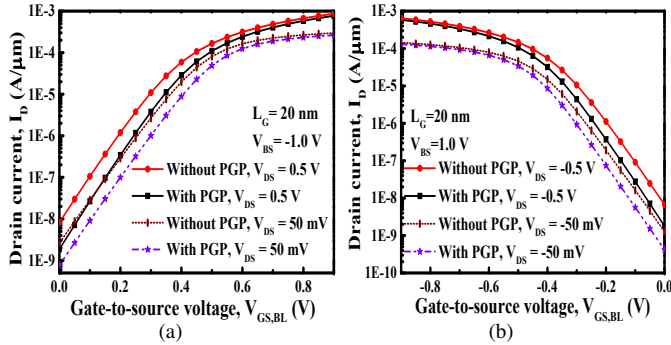 Drain current, I_D (A/μm)
1E-3
1E-4
1E-5
1E-6
1E-7
1E-8
1E-9
L_G= 20 nm
V_BS= -1.0 V
Without PGP, V_DS = 0.5 V
With PGP, V_DS = 0.5 V
Without PGP, V_DS = 50 mV
With PGP, V_DS = 50 mV
0.0 0.2 0.4 0.6 0.8
Gate-to-source voltage, V_GS,BL (V)
(a)
Drain current, I_D (A/μm)
1E-3
1E-4
1E-5
1E-6
1E-7
1E-8
1E-9
1E-10
L_G=20 nm
V_BS=1.0 V
Without PGP, V_DS = -0.5 V
With PGP, V_DS = -0.5 V
Without PGP, V_DS = -50 mV
With PGP, V_DS = -50 mV
-0.8 -0.6 -0.4 -0.2 0.0
Gate-to-source voltage, V_GS,BL (V)
(b)